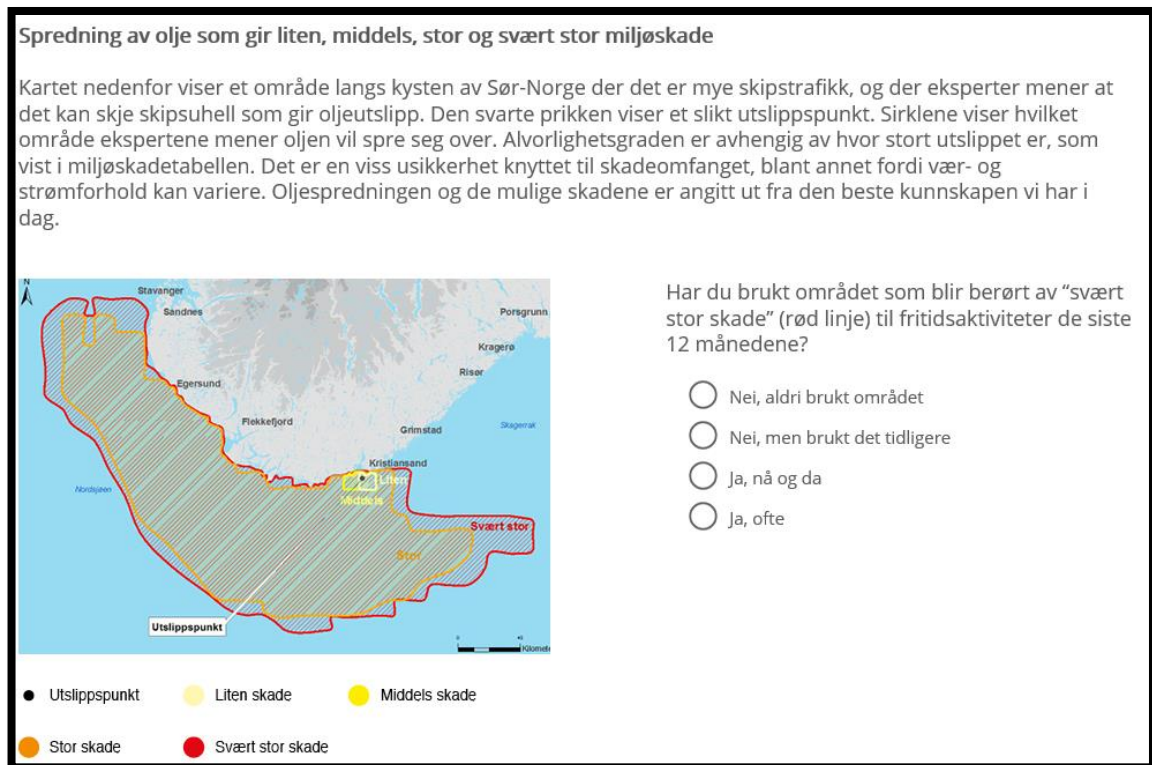 Spredning av olje som gir liten, middels, stor og svært stor miljøskade
Kartet nedenfor viser et område langs kysten av Sør-Norge der det er mye skipstrafikk, og der eksperter mener at
det kan skje skipsuhell som gir oljeutslipp. Den svarte prikken viser et slikt utslippspunkt. Sirklene viser hvilket
område ekspertene mener oljen vil spre seg over. Alvorlighetsgraden er avhengig av hvor stort utslippet er, som
vist i miljøskadetabellen. Det er en viss usikkerhet knyttet til skadeomfanget, blant annet fordi vær- og
strømforhold kan variere. Oljespredningen og de mulige skadene er angitt ut fra den beste kunnskapen vi har i
dag.
N
Stavanger
Sandnes
Porsgrunn
Kragerø
Risør
Egersund
Flekkefjord
Grimstad
Skagerrak
Kristiansand
Liten
Middels
Nordsjøen
Svært stor
Stor
Utslippspunkt
Har du brukt området som blir berørt av “svært
stor skade” (rød linje) til fritidsaktiviteter de siste
12 månedene?
Nei, aldri brukt området
Nei, men brukt det tidligere
Ja, nå og da
Ja, ofte
Utslippspunkt
Liten skade
Middels skade
Stor skade
Svært stor skade